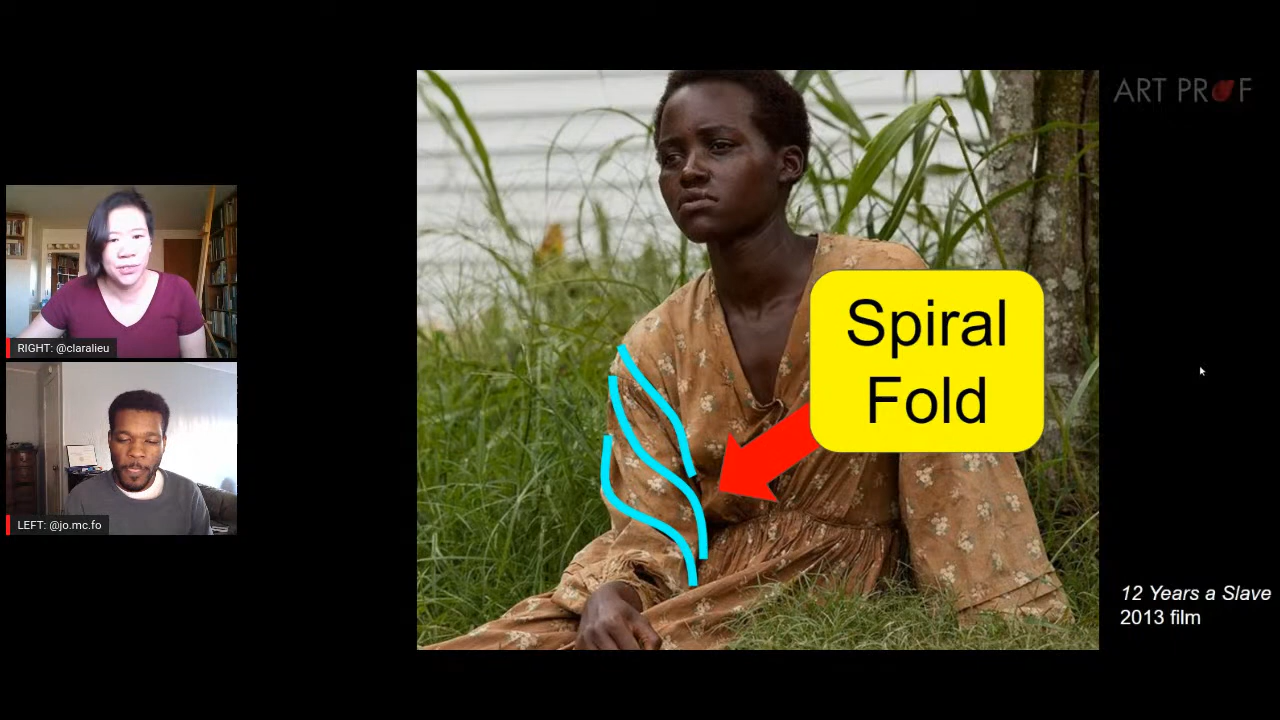 ART PROF
Spiral
Fold
RIGHT: @claralieu
LEFT: @jo.mc.fo
12 Years a Slave
2013 film